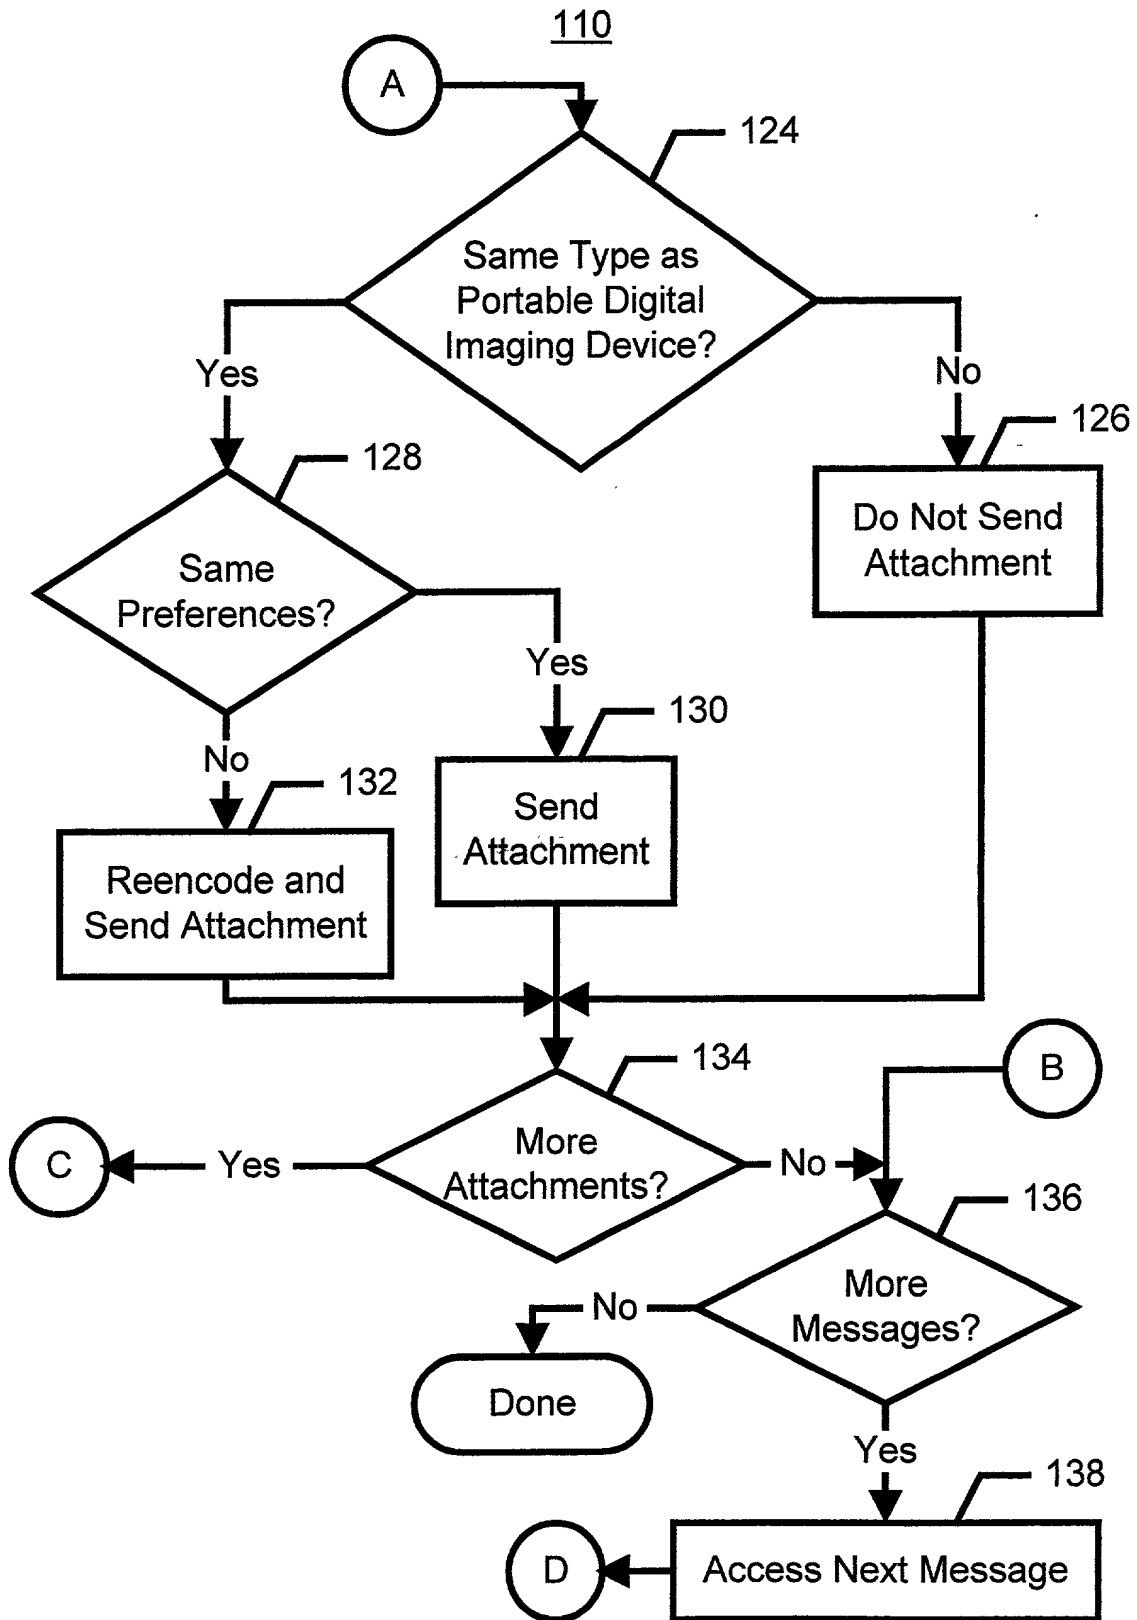 110
A
124
Same Type as
Portable Digital
Imaging Device?
Yes
No
126
128
Do Not Send
Attachment
Same
Preferences?
Yes
130
No
132
Send
Attachment
Reencode and
Send Attachment
134
B
More
Attachments?
C
Yes
No
136
More
Messages?
No
Done
Yes
138
D
Access Next Message